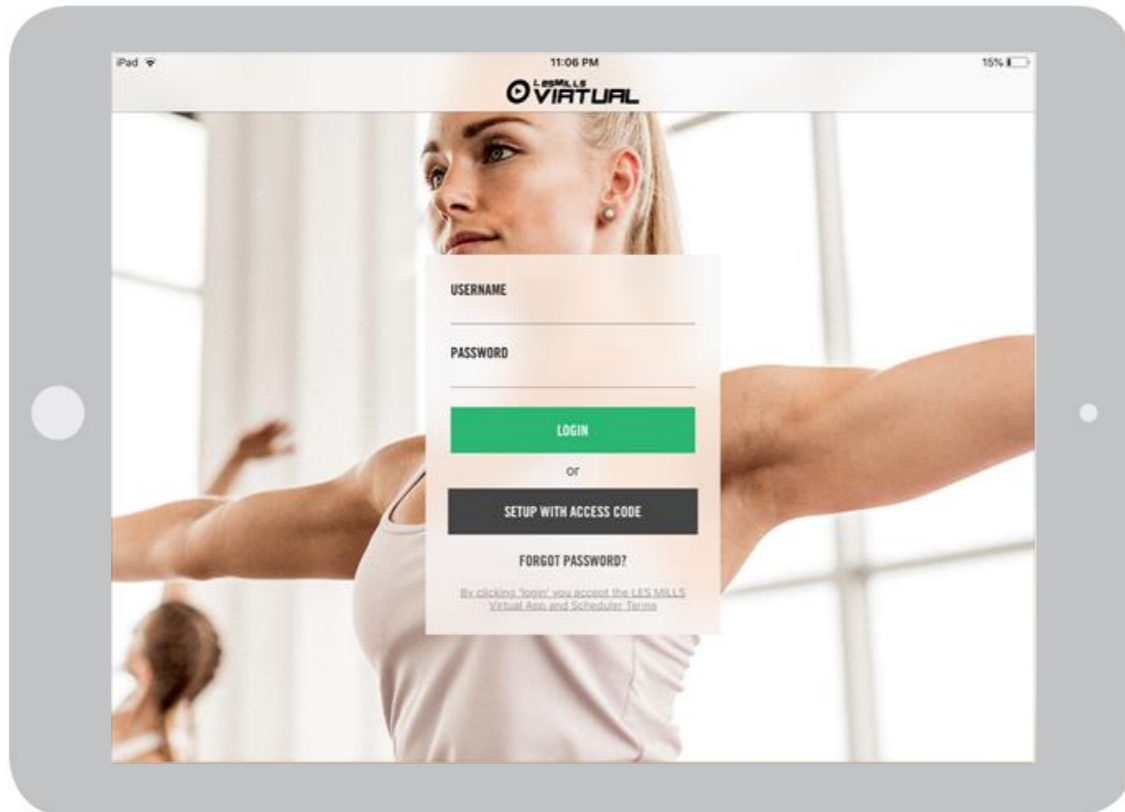 iPad
11:06 PM
15%
LESMILLS
VIRTUAL
USERNAME
PASSWORD
LOGIN
or
SETUP WITH ACCESS CODE
FORGOT PASSWORD?
By clicking 'login' you accept the LES MILLS
Virtual App and Scheduler Terms